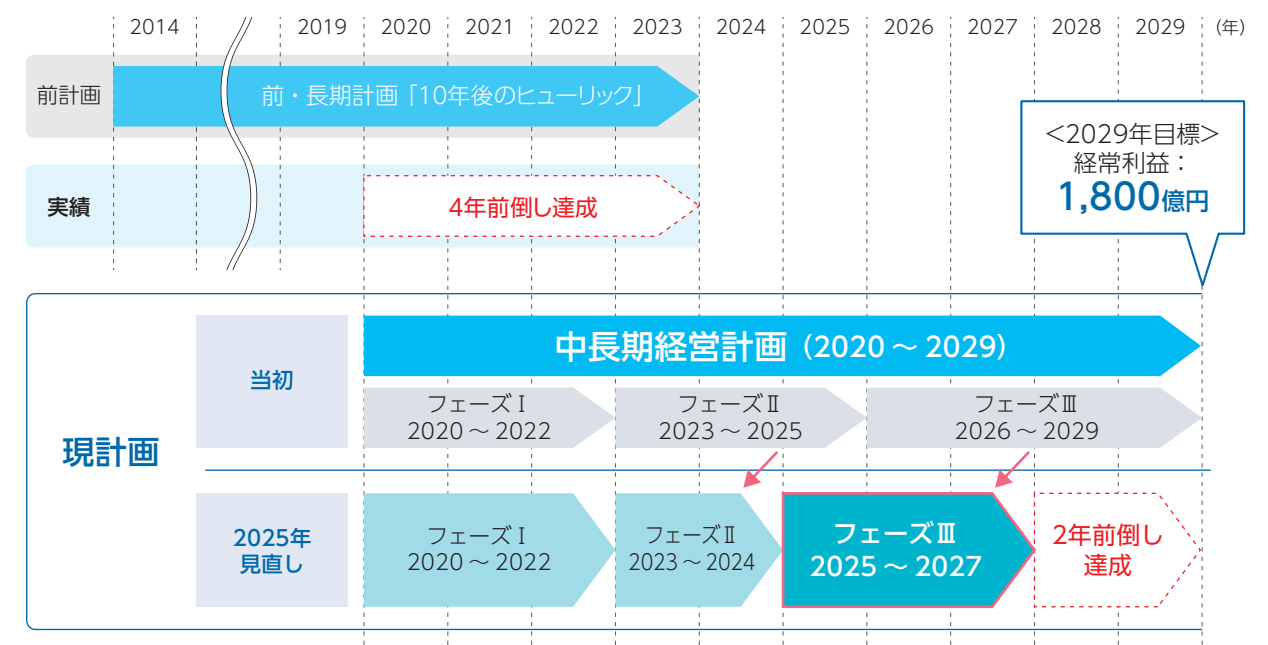 2014
2019
2020
2021
2022
2023
2024
2025
2026
2027
2028
2029
(年)
前計画
前・長期計画「10年後のヒューリック」
実績
4年前倒し達成
<2029年目標>
経常利益：
1,800億円
現計画
当初
中長期経営計画（2020～2029）
フェーズⅠ
2020～2022
フェーズⅡ
2023～2025
フェーズⅢ
2026～2029
2025年
見直し
フェーズⅠ
2020～2022
フェーズⅡ
2023～2024
フェーズⅢ
2025～2027
2年前倒し
達成